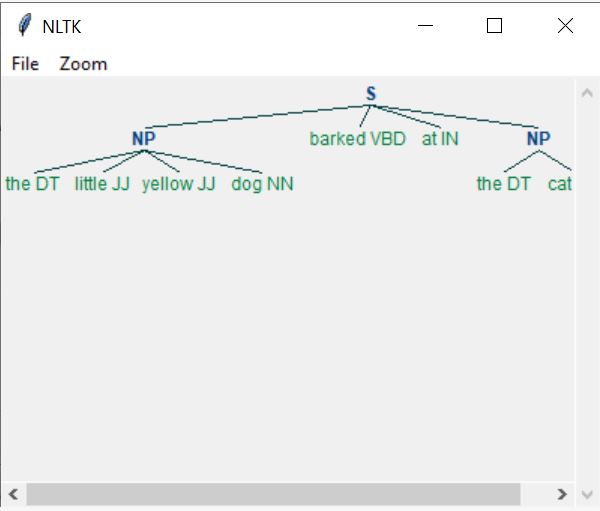 NLTK
File Zoom
S
NP barked VBD at IN NP
the DT little JJ yellow JJ dog NN the DT cat